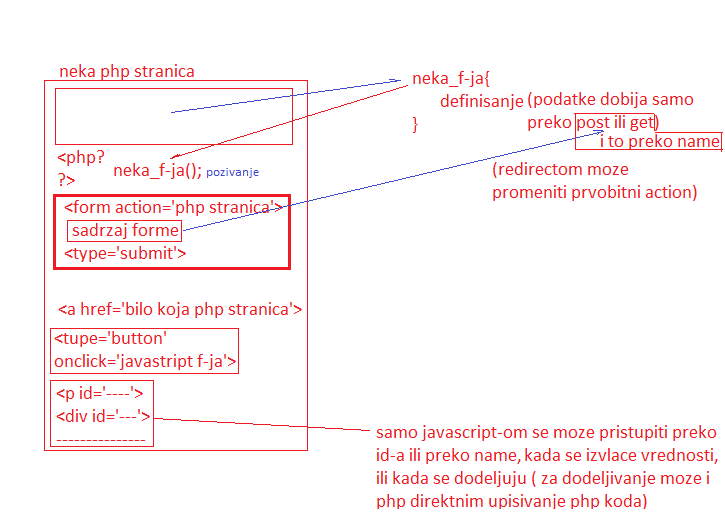 neka php stranica
neka_f-ja{
definisanje
}
(podatke dobija samo
preko post ili get)
i to preko name
(redirectom moze
promeniti prvobitni action)
<php?
?>
neka_f-ja(); pozivanje
<form action='php stranica'>
sadrzaj forme
<type='submit'>
<a href='bilo koja php stranica'>
<tupe='button'
onclick='javastript f-ja'>
<p id='----'>
<div id='---'>
---------------
samo javascript-om se moze pristupiti preko
id-a ili preko name, kada se izvlace vrednosti,
ili kada se dodeljuju ( za dodeljivanje moze i
php direktnim upisivanje php koda)